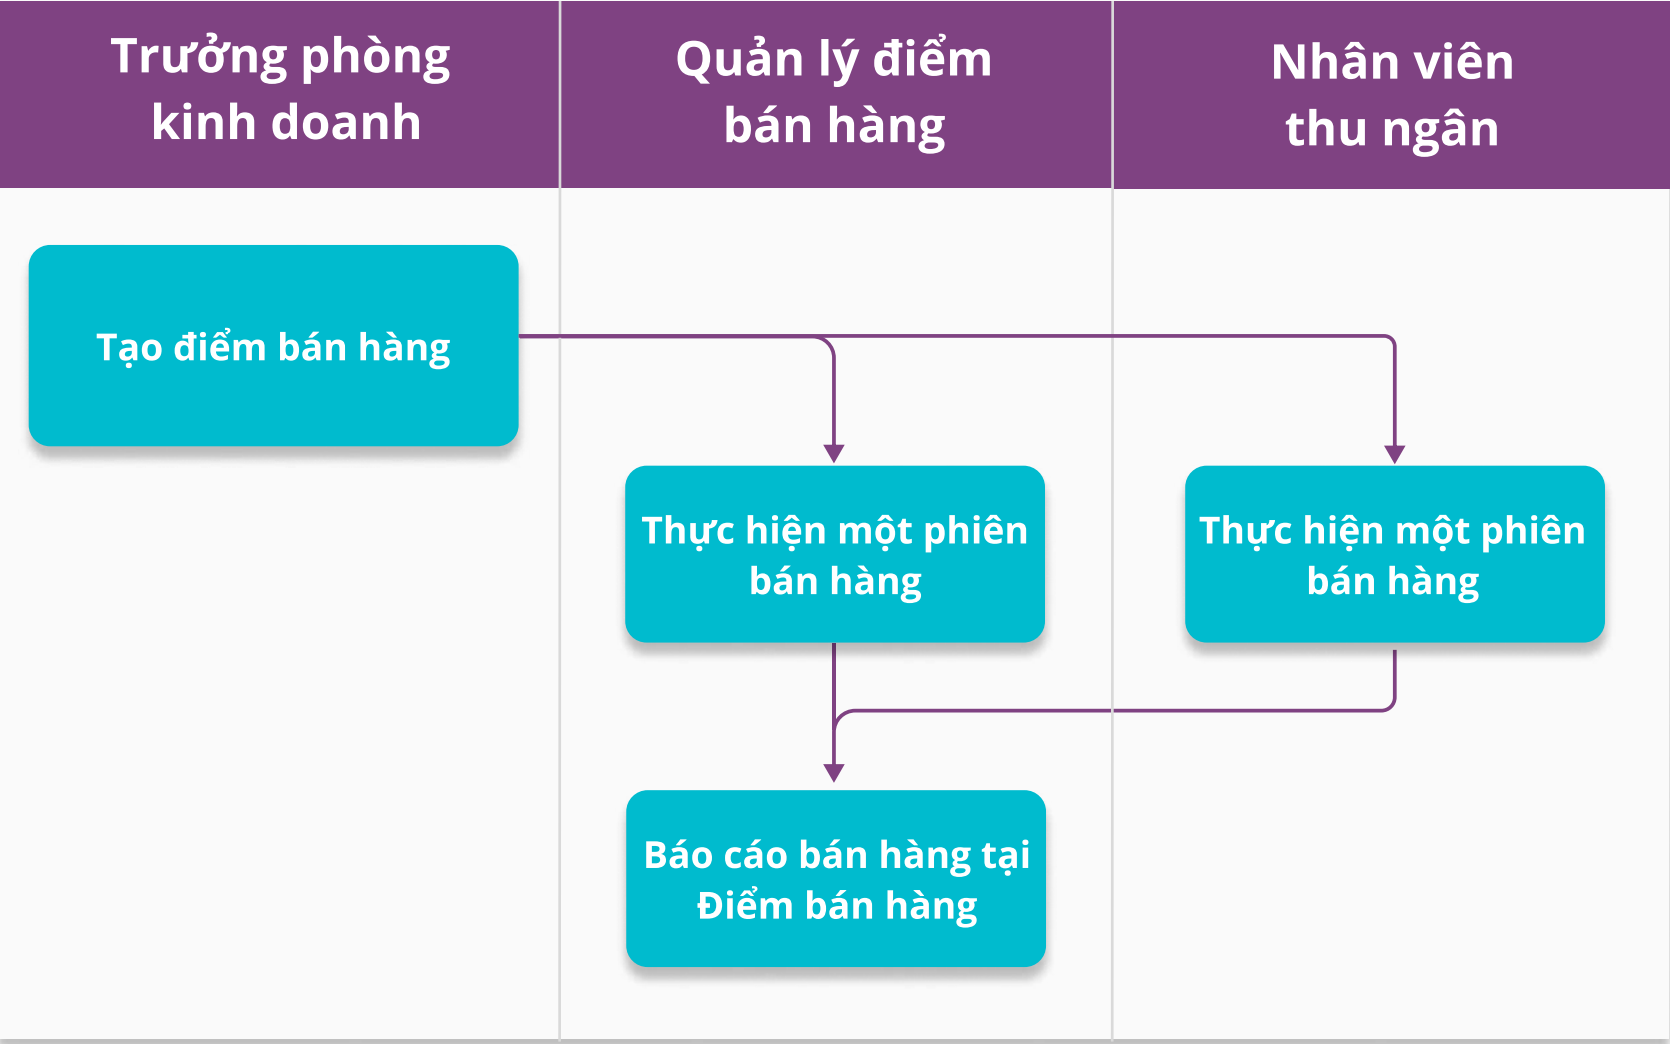 Trưởng phòng
kinh doanh
Quản lý điểm
bán hàng
Nhân viên
thu ngân
Tạo điểm bán hàng
Thực hiện một phiên
bán hàng
Thực hiện một phiên
bán hàng
Báo cáo bán hàng tại
Điểm bán hàng